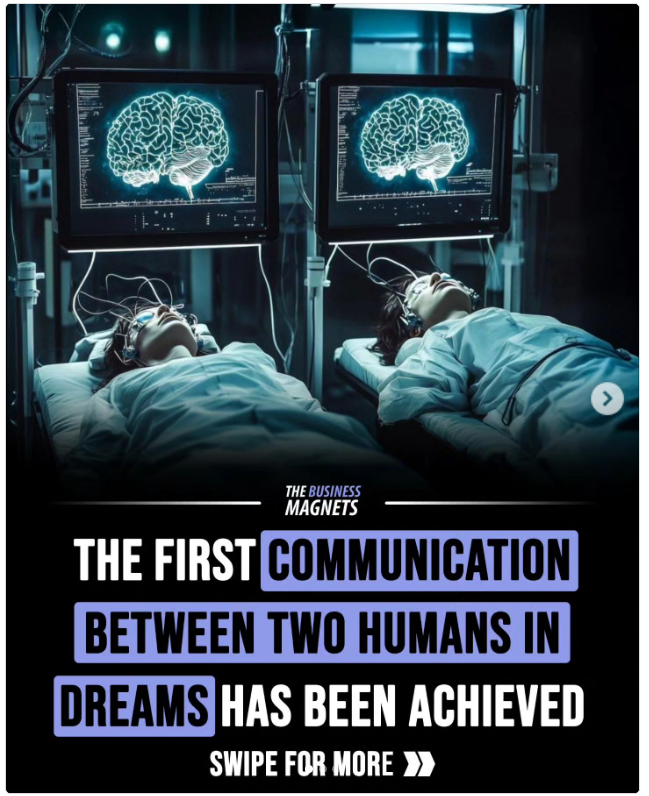 THE BUSINESS
MAGNETS
THE FIRST COMMUNICATION
BETWEEN TWO HUMANS IN
DREAMS HAS BEEN ACHIEVED
SWIPE FOR MORE